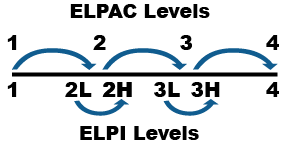 ELPAC Levels
1 2 3 4
1 2L 2H 3L 3H 4
ELPI Levels